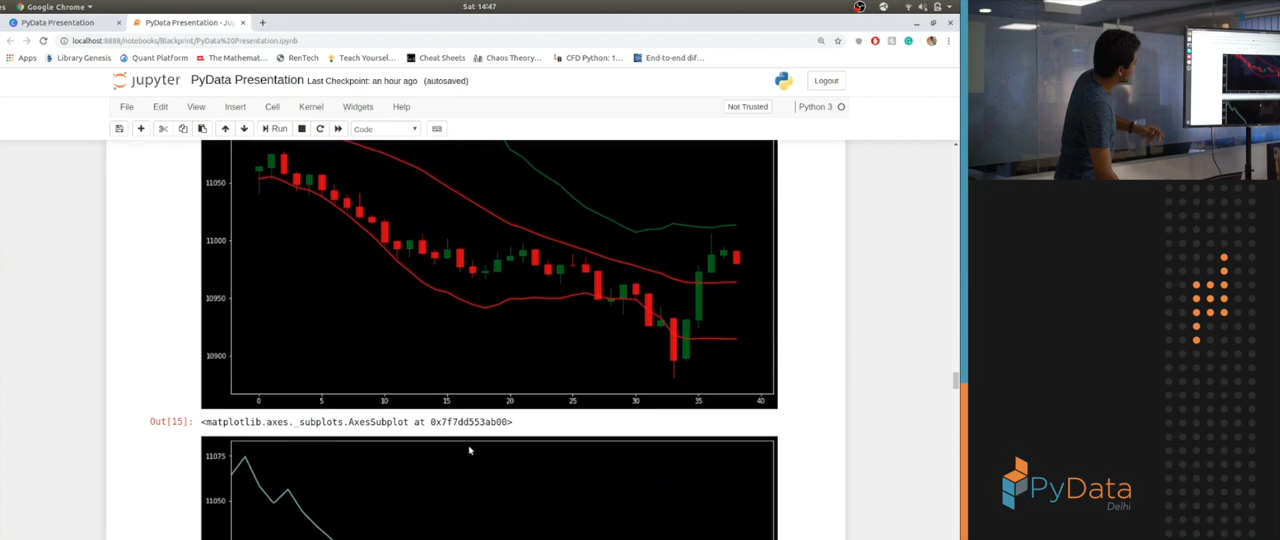 Google Chrome
Sat 14:47
PyData Presentation
PyData Presentation - Jup
localhost:8888/notebooks/Blackprint/PyData%20Presentation.ipynb
Apps
Library Genesis
Quant Platform
The Mathemat...
RenTech
Teach Yoursel...
Cheat Sheets
Chaos Theory...
CFD Python: 1...
End-to-end dif...
jupyter PyData Presentation Last Checkpoint: an hour ago (autosaved)
Logout
File Edit View Insert Cell Kernel Widgets Help
Not Trusted
Python 3
Run
Code
11050
11000
10950
10900
0 5 10 15 20 25 30 35 40
Out[15]: <matplotlib.axes._subplots.AxesSubplot at 0x7f7dd553ab00>
11075
11050
PyData
Delhi